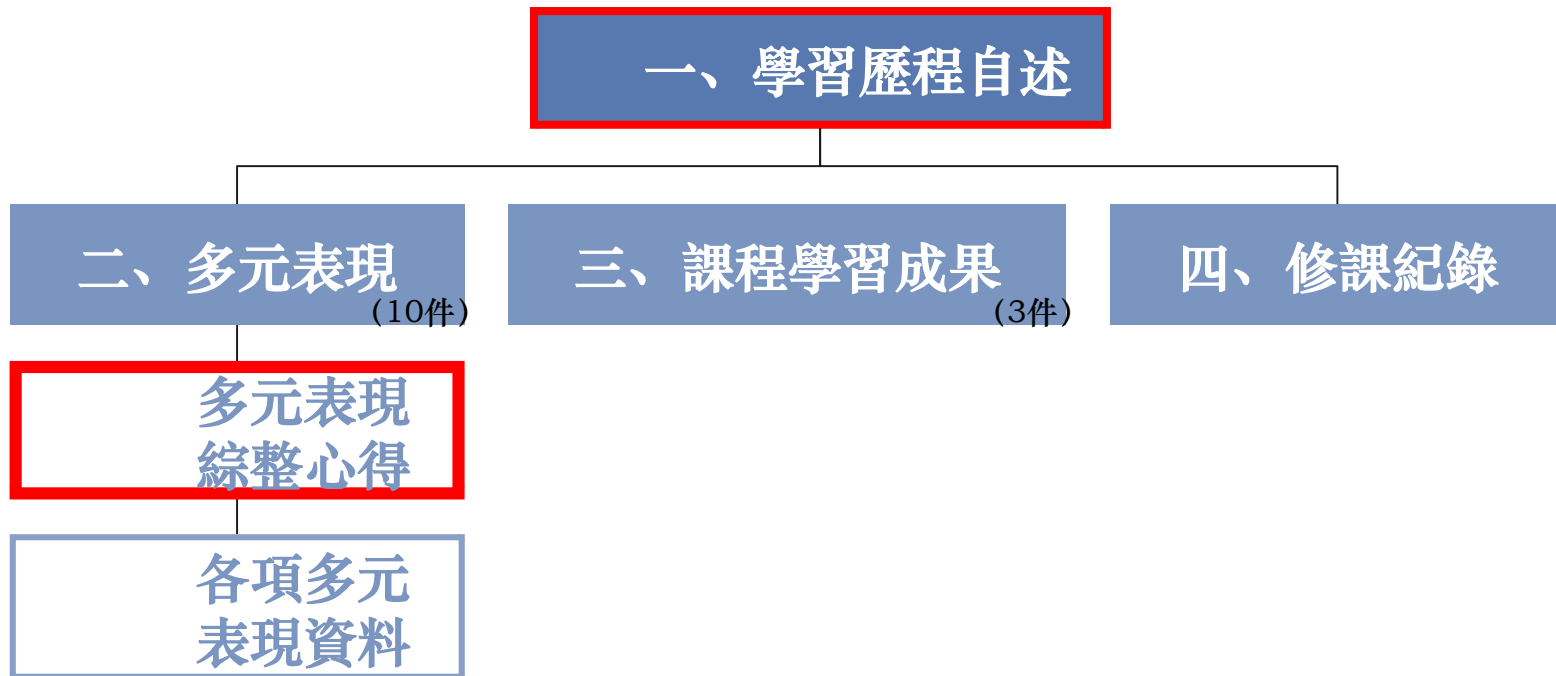 一、學習歷程自述
二、多元表現
(10件)
三、課程學習成果
(3件)
四、修課紀錄
多元表現
綜整心得
各項多元
表現資料